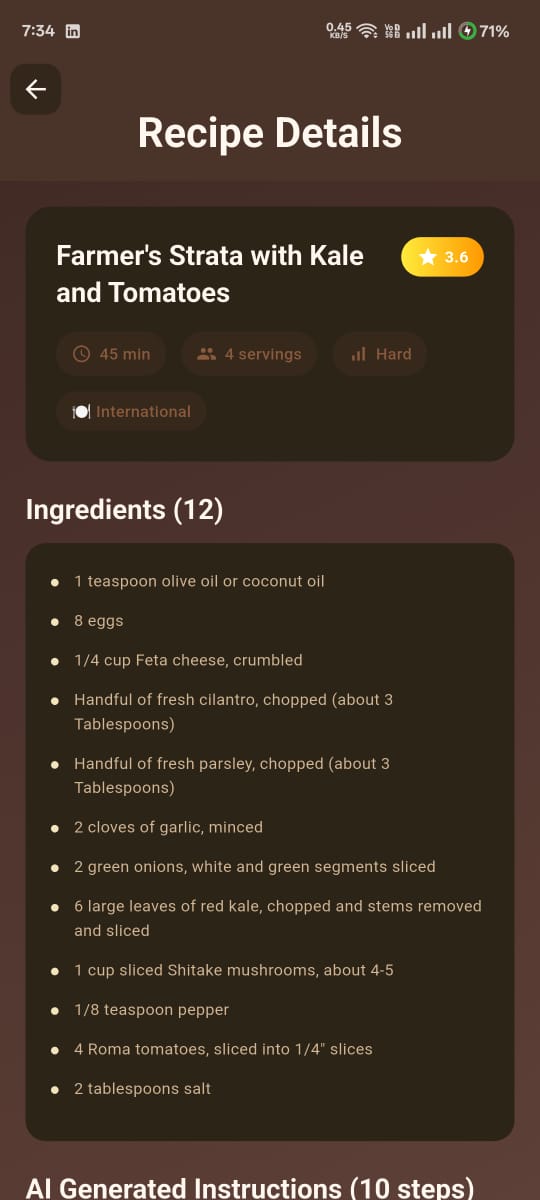 7:34
0.45
KB/S
71%
Recipe Details
Farmer's Strata with Kale
and Tomatoes
3.6
45 min
4 servings
Hard
International
Ingredients (12)
1 teaspoon olive oil or coconut oil
8 eggs
1/4 cup Feta cheese, crumbled
Handful of fresh cilantro, chopped (about 3
Tablespoons)
Handful of fresh parsley, chopped (about 3
Tablespoons)
2 cloves of garlic, minced
2 green onions, white and green segments sliced
6 large leaves of red kale, chopped and stems removed
and sliced
1 cup sliced Shitake mushrooms, about 4-5
1/8 teaspoon pepper
4 Roma tomatoes, sliced into 1/4" slices
2 tablespoons salt
AI Generated Instructions (10 steps)